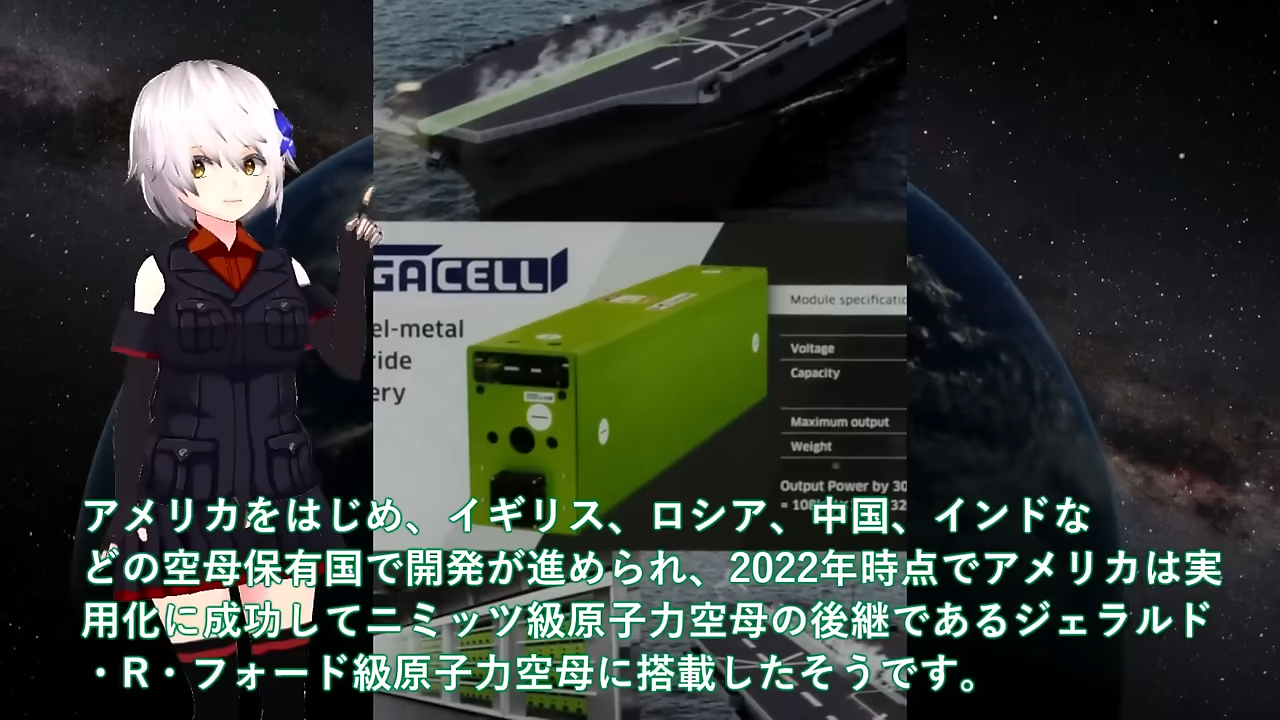 GACELL
el-metal
ride
ery
Module specificatio
Voltage
Capacity
Maximum output
Weight
Output Power by 30
アメリカをはじめ、イギリス、ロシア、中国、インドな
どの空母保有国で開発が進められ、2022年時点でアメリカは実
用化に成功してニミッツ級原子力空母の後継であるジェラルド
・R・フォード級原子力空母に搭載したそうです。